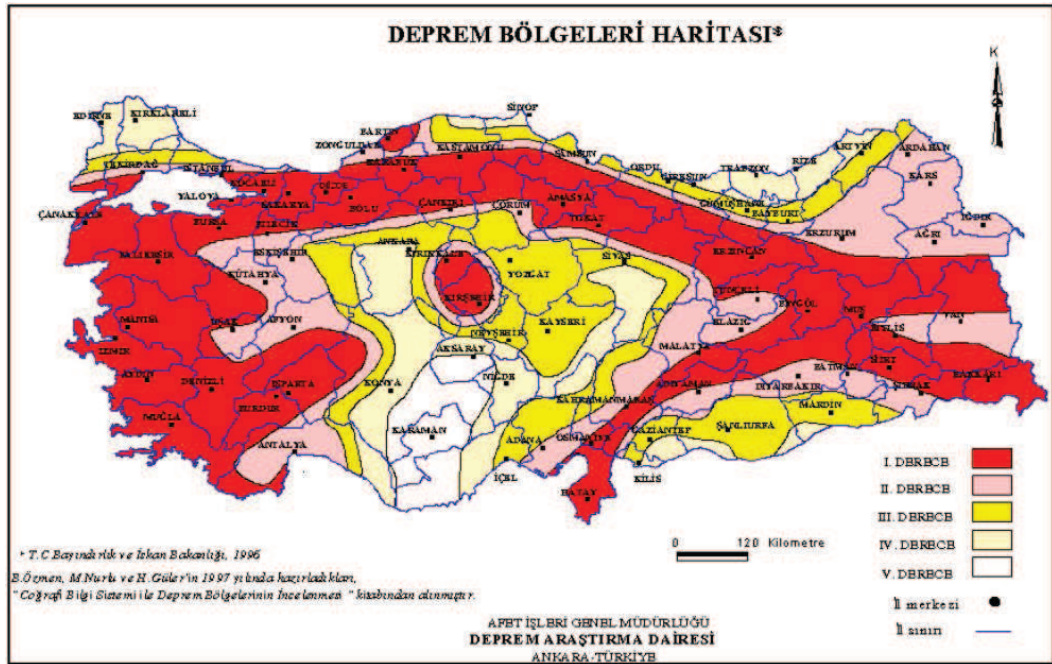 DEPREM BÖLGELERİ HARİTASI*
K
EDİRNE
KIRKLARELİ
TEKİRDAĞ
İSTANBUL
KOCAELİ
YALOVA
SAKARYA
DÜZCE
BOLU
ZONGULDAK
BARTIN
KARABÜK
KASTAMONU
SİNOP
SAMSUN
ORDU
GİRESUN
TRABZON
RİZE
ARTVİN
ARDAHAN
KARS
IĞDIR
AĞRI
ERZURUM
BAYBURT
GÜMÜŞHANE
ÇANAKKALE
BURSA
BİLECİK
ESKİŞEHİR
ANKARA
ÇANKIRI
ÇORUM
AMASYA
TOKAT
SİVAS
ERZİNCAN
BALIKESİR
KÜTAHYA
KIRIKKALE
YOZGAT
KIRŞEHİR
TUNCELİ
BİNGÖL
MUŞ
VAN
BİTLİS
MANİSA
UŞAK
AFYON
İZMİR
AYDIN
DENİZLİ
ISPARTA
BURDUR
MUĞLA
ANTALYA
KONYA
AKSARAY
NEVŞEHİR
KAYSERİ
NİĞDE
KARAMAN
İÇEL
ADANA
OSMANİYE
KAHRAMANMARAŞ
MALATYA
ELAZIĞ
ADIYAMAN
DİYARBAKIR
BATMAN
SİİRT
ŞIRNAK
HAKKARİ
MARDİN
ŞANLIURFA
GAZİANTEP
KİLİS
HATAY
I. DERECE
II. DERECE
III. DERECE
IV. DERECE
V. DERECE
İl merkezi
İl sınırı
0 120 Kilometre
* T.C.Bayındırlık ve İskan Bakanlığı, 1996
B.Özmen, M.Nurlu ve H.Güler'in 1997 yılında hazırladıkları,
" Coğrafi Bilgi Sistemi ile Deprem Bölgelerinin İncelenmesi " kitabından alınmıştır.
AFET İŞLERİ GENEL MÜDÜRLÜĞÜ
DEPREM ARAŞTIRMA DAİRESİ
ANKARA-TÜRKİYE